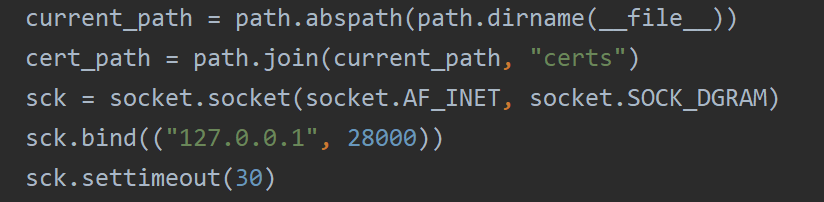 current_path = path.abspath(path.dirname(__file__))
cert_path = path.join(current_path, "certs")
sck = socket.socket(socket.AF_INET, socket.SOCK_DGRAM)
sck.bind(("127.0.0.1", 28000))
sck.settimeout(30)